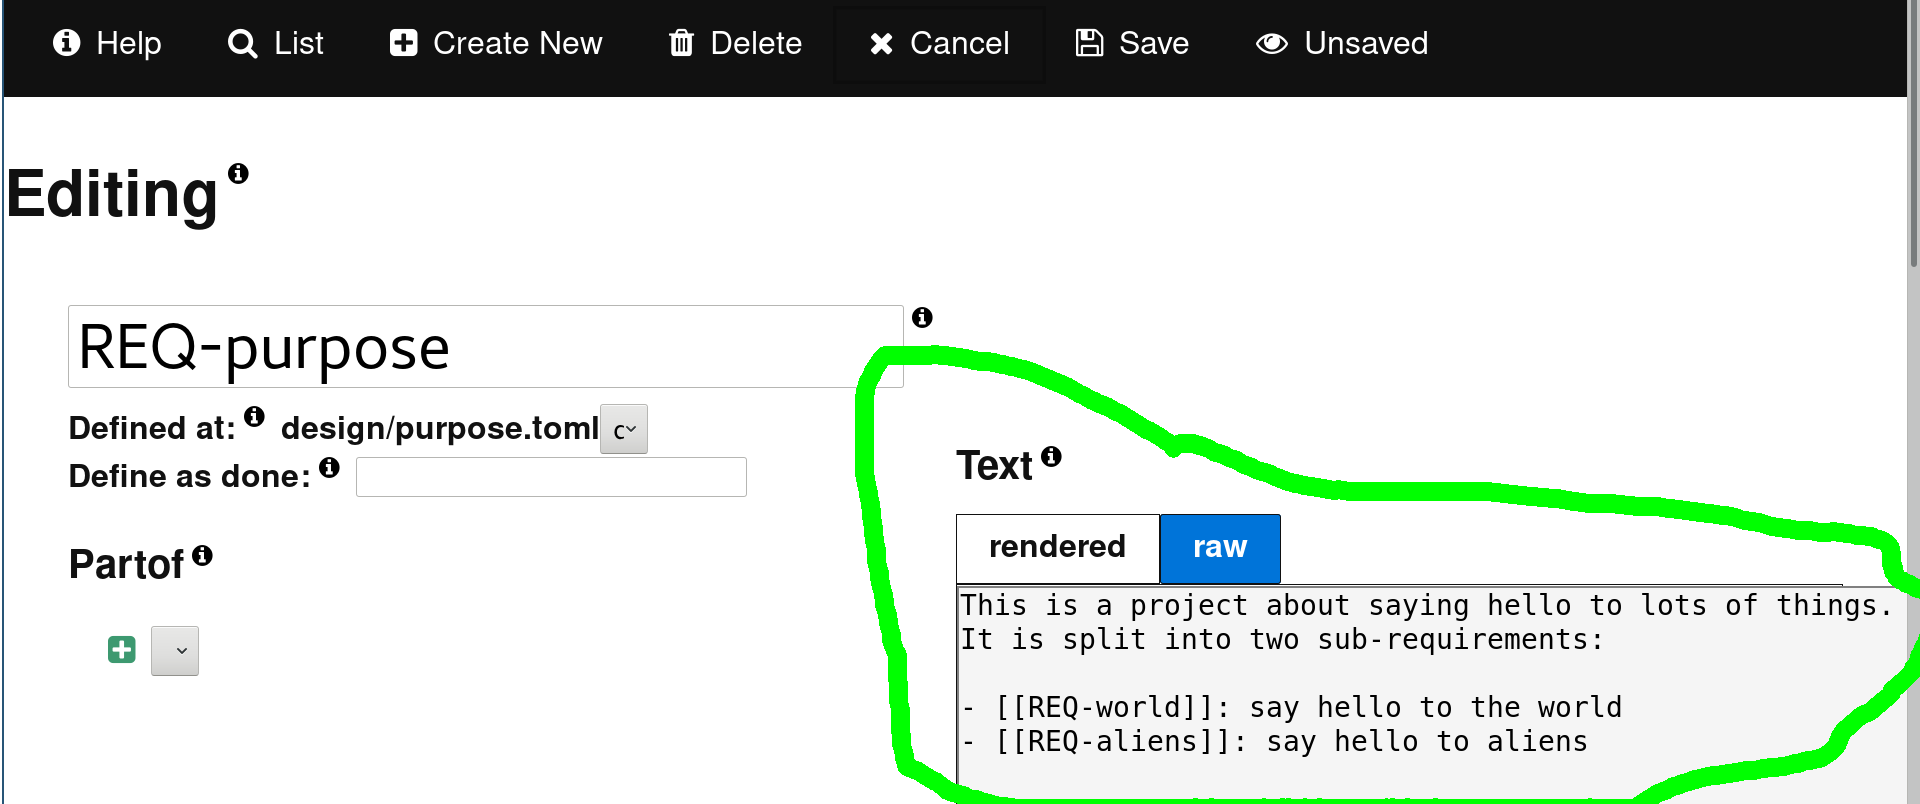 Help List Create New Delete Cancel Save Unsaved
Editing
REQ-purpose
Defined at: design/purpose.toml c
Define as done:
Partof
Text
rendered raw
This is a project about saying hello to lots of things.
It is split into two sub-requirements:
- [[REQ-world]]: say hello to the world
- [[REQ-aliens]]: say hello to aliens